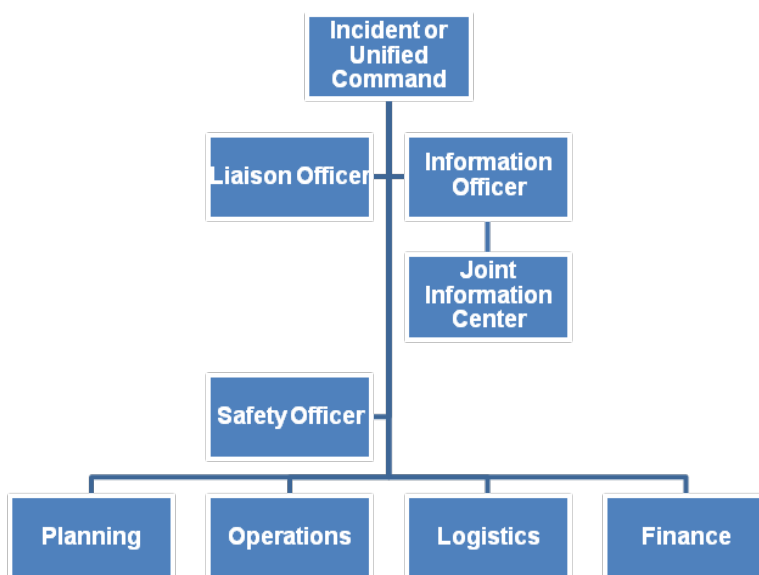 Incident or
Unified
Command
Liaison Officer
Information
Officer
Joint
Information
Center
Safety Officer
Planning
Operations
Logistics
Finance